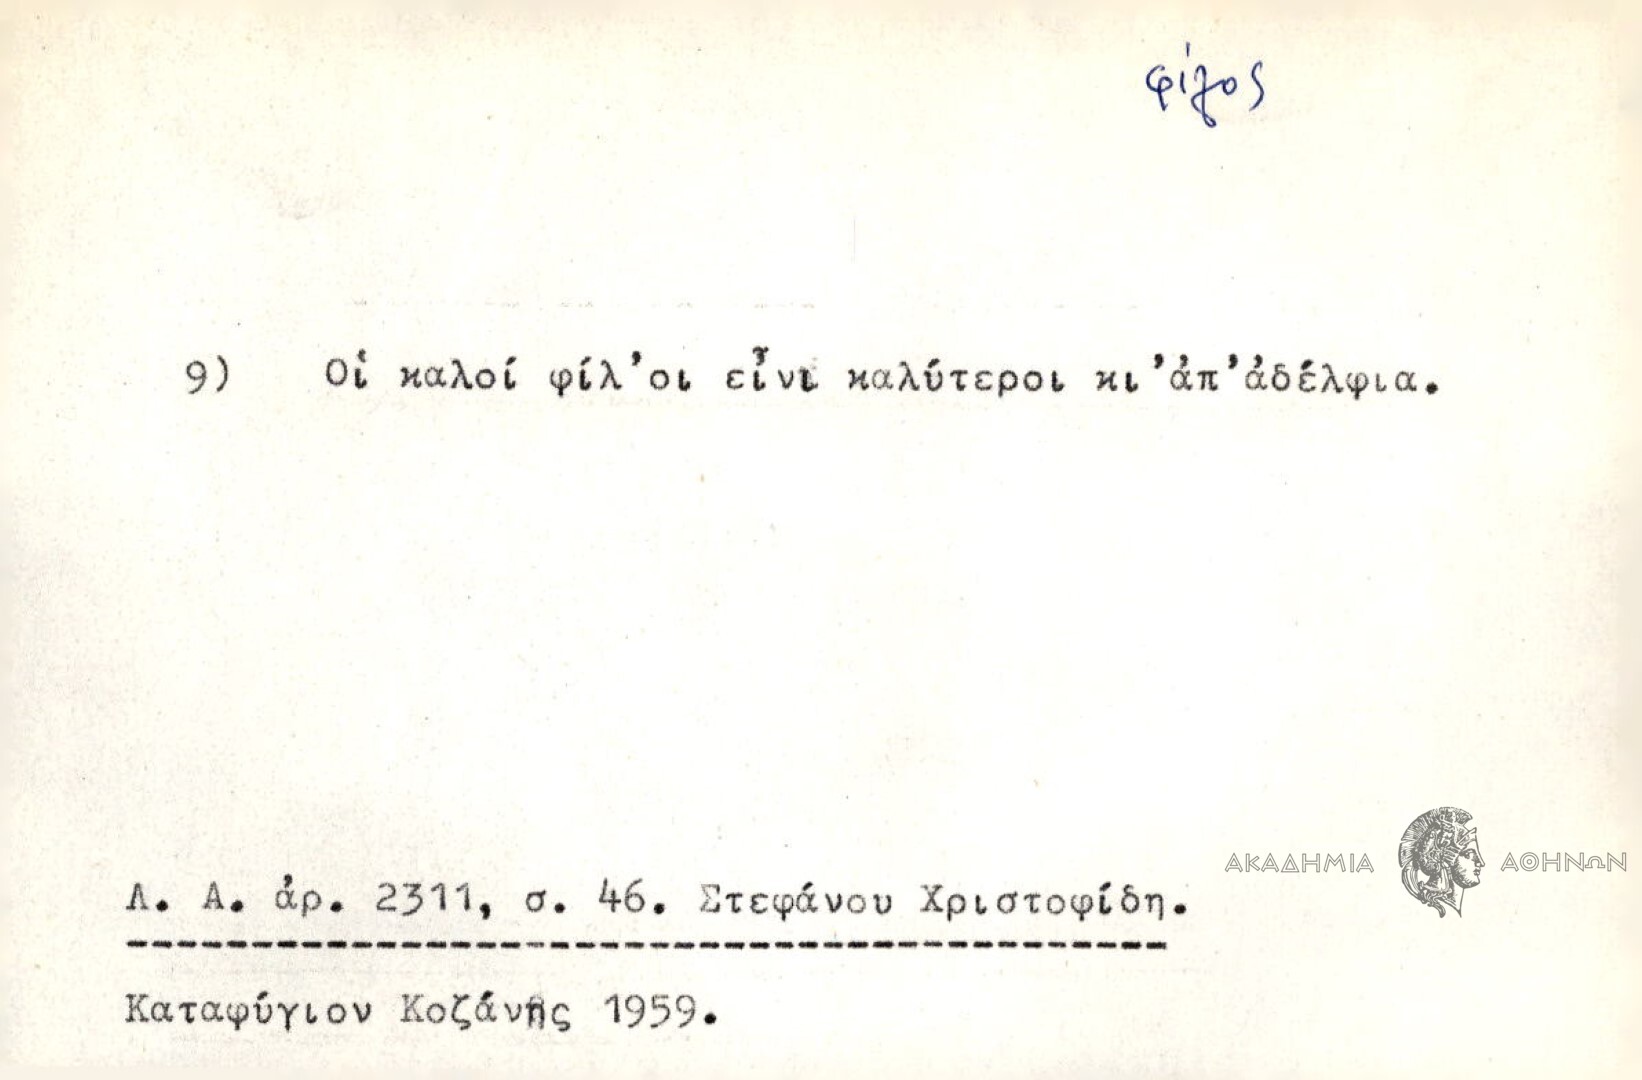 φίλος
9) Οἱ καλοί φίλ'οι εἶνι καλύτεροι κι'ἀπ'ἀδέλφια.
ΑΚΑΔΗΜΙΑ ΑΘΗΝΩΝ
Λ. Α. ἀρ. 2311, σ. 46. Στεφάνου Χριστοφίδη.
Καταφύγιον Κοζάνης 1959.